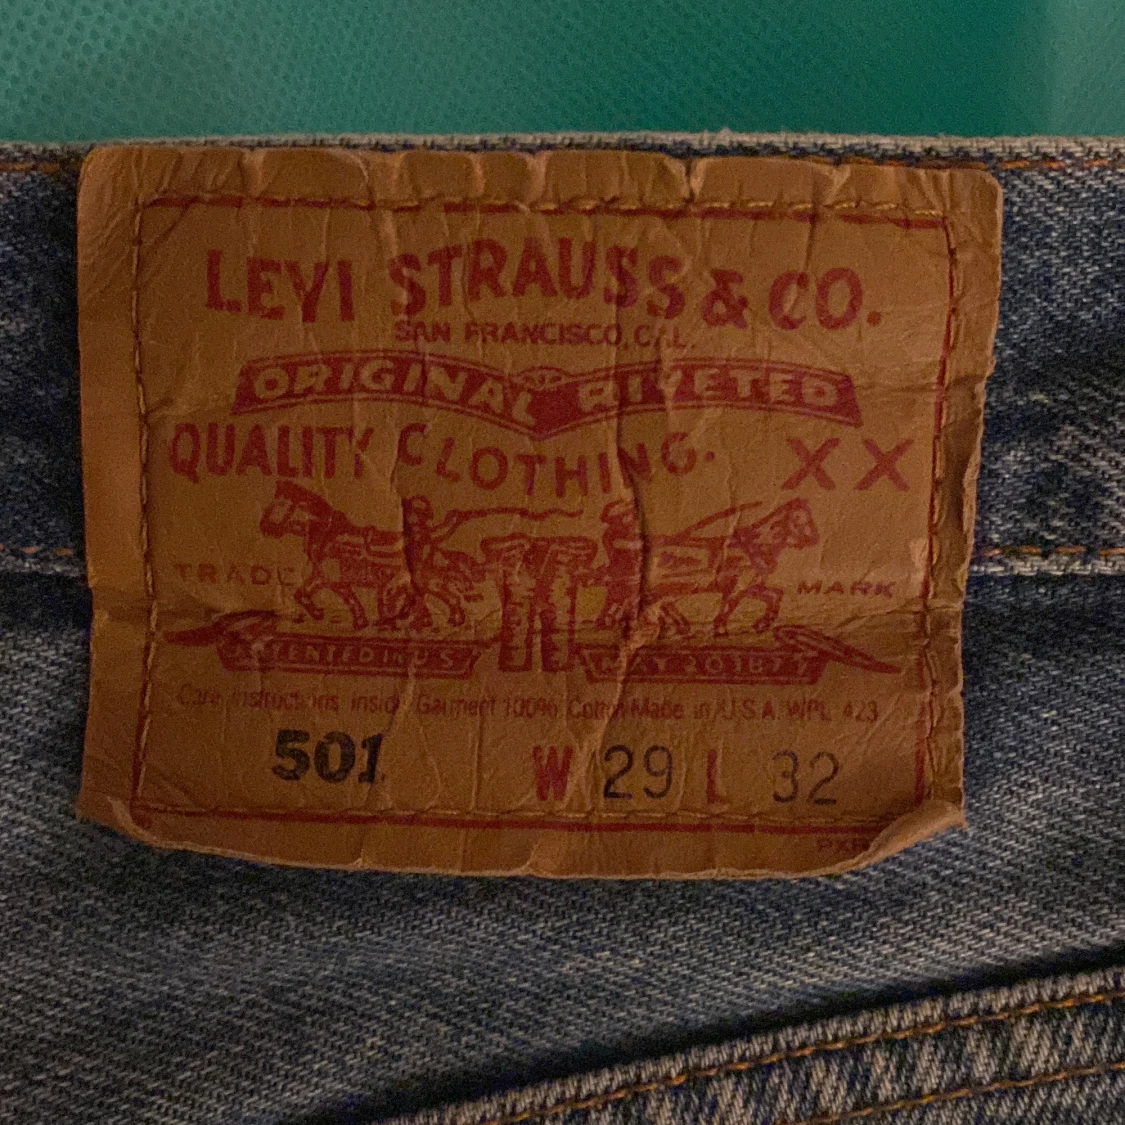 LEVI STRAUSS & CO.
SAN FRANCISCO, CAL.
ORIGINAL RIVETED
QUALITY CLOTHING. XX
TRADE MARK
PATENTED IN U.S. MAY 20 1873
Care instructions inside Garment 100% Cotton Made in U.S.A. WPL 423
501 W 29 L 32